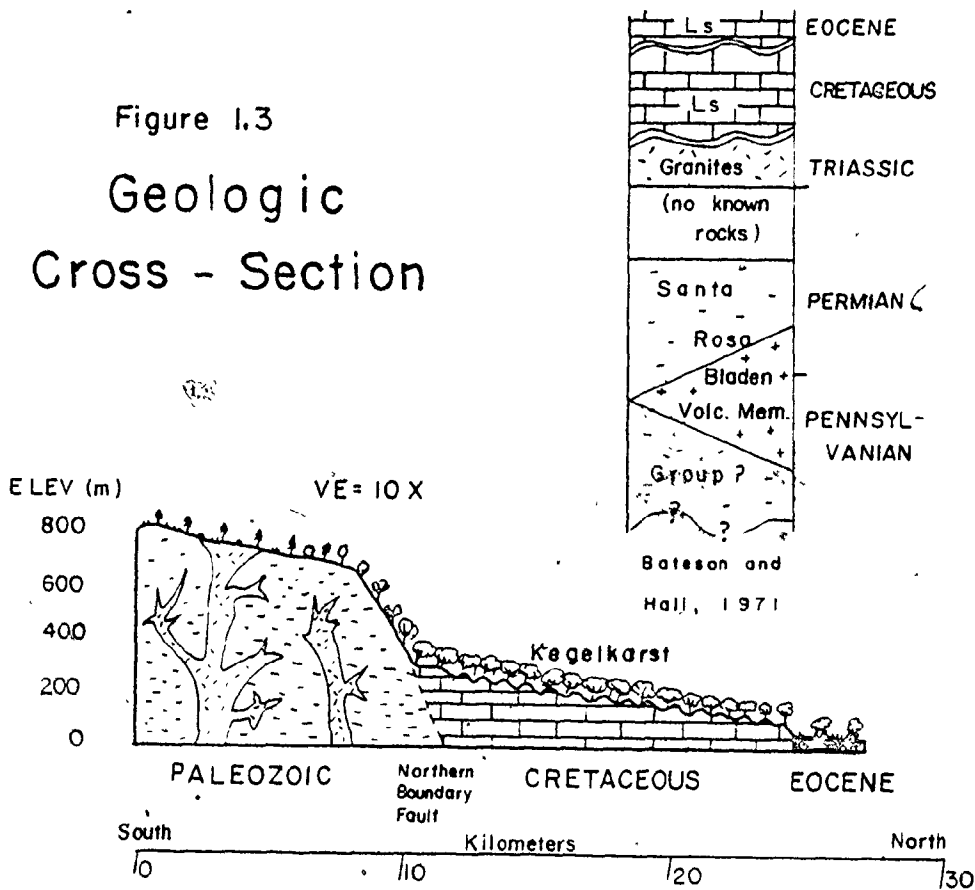 Figure 1.3
Geologic
Cross - Section
Ls
EOCENE
CRETAGEOUS
Ls
Granites
TRIASSIC
(no known
rocks)
Santa
PERMIAN
Rosa
Bladen
Volc. Mem.
PENNSYL-
VANIAN
Group ?
? ?
Bateson and
Hall, 1971
ELEV (m)
VE= 10 X
800
600
400
200
0
Kegelkarst
PALEOZOIC
Northern
Boundary
Fault
CRETACEOUS
EOCENE
South
Kilometers
North
0
10
20
30